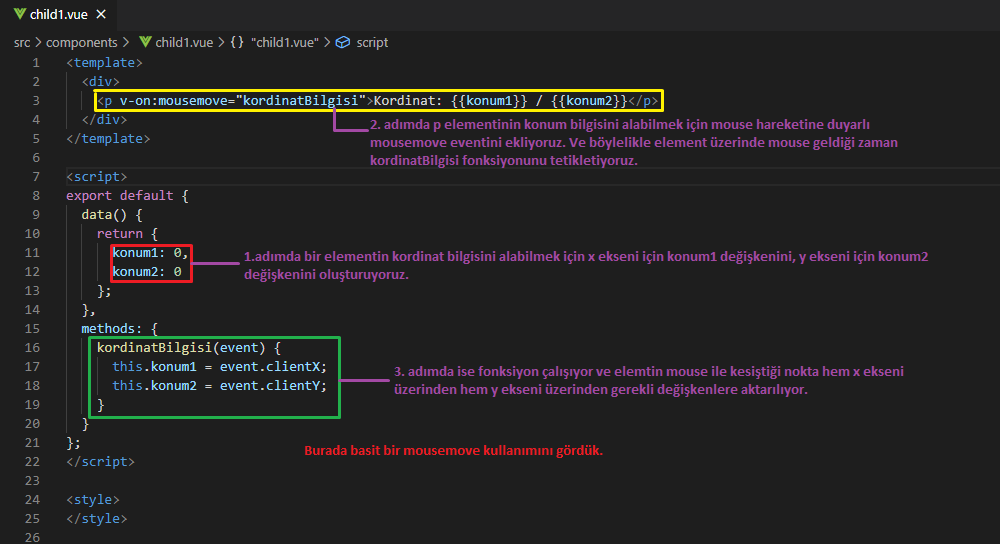 child1.vue ×
src > components > child1.vue > {} "child1.vue" > script
1 <template>
2 <div>
3 <p v-on:mousemove="kordinatBilgisi">Kordinat: {{konum1}} / {{konum2}}</p>
4 </div>
2. adımda p elementinin konum bilgisini alabilmek için mouse hareketine duyarlı
5 </template>
mousemove eventini ekliyoruz. Ve böylelikle element üzerinde mouse geldiği zaman
6
kordinatBilgisi fonksiyonunu tetikletiyoruz.
7 <script>
8 export default {
9 data() {
10 return {
11 konum1: 0,
1.adımda bir elementin kordinat bilgisini alabilmek için x ekseni için konum1 değişkenini, y ekseni için konum2
12 konum2: 0
değişkenini oluşturuyoruz.
13 };
14 },
15 methods: {
16 kordinatBilgisi(event) {
17 this.konum1 = event.clientX;
3. adımda ise fonksiyon çalışıyor ve elemtin mouse ile kesiştiği nokta hem x ekseni
18 this.konum2 = event.clientY;
üzerinden hem y ekseni üzerinden gerekli değişkenlere aktarılıyor.
19 }
20 }
21 };
Burada basit bir mousemove kullanımını gördük.
22 </script>
23
24 <style>
25 </style>
26